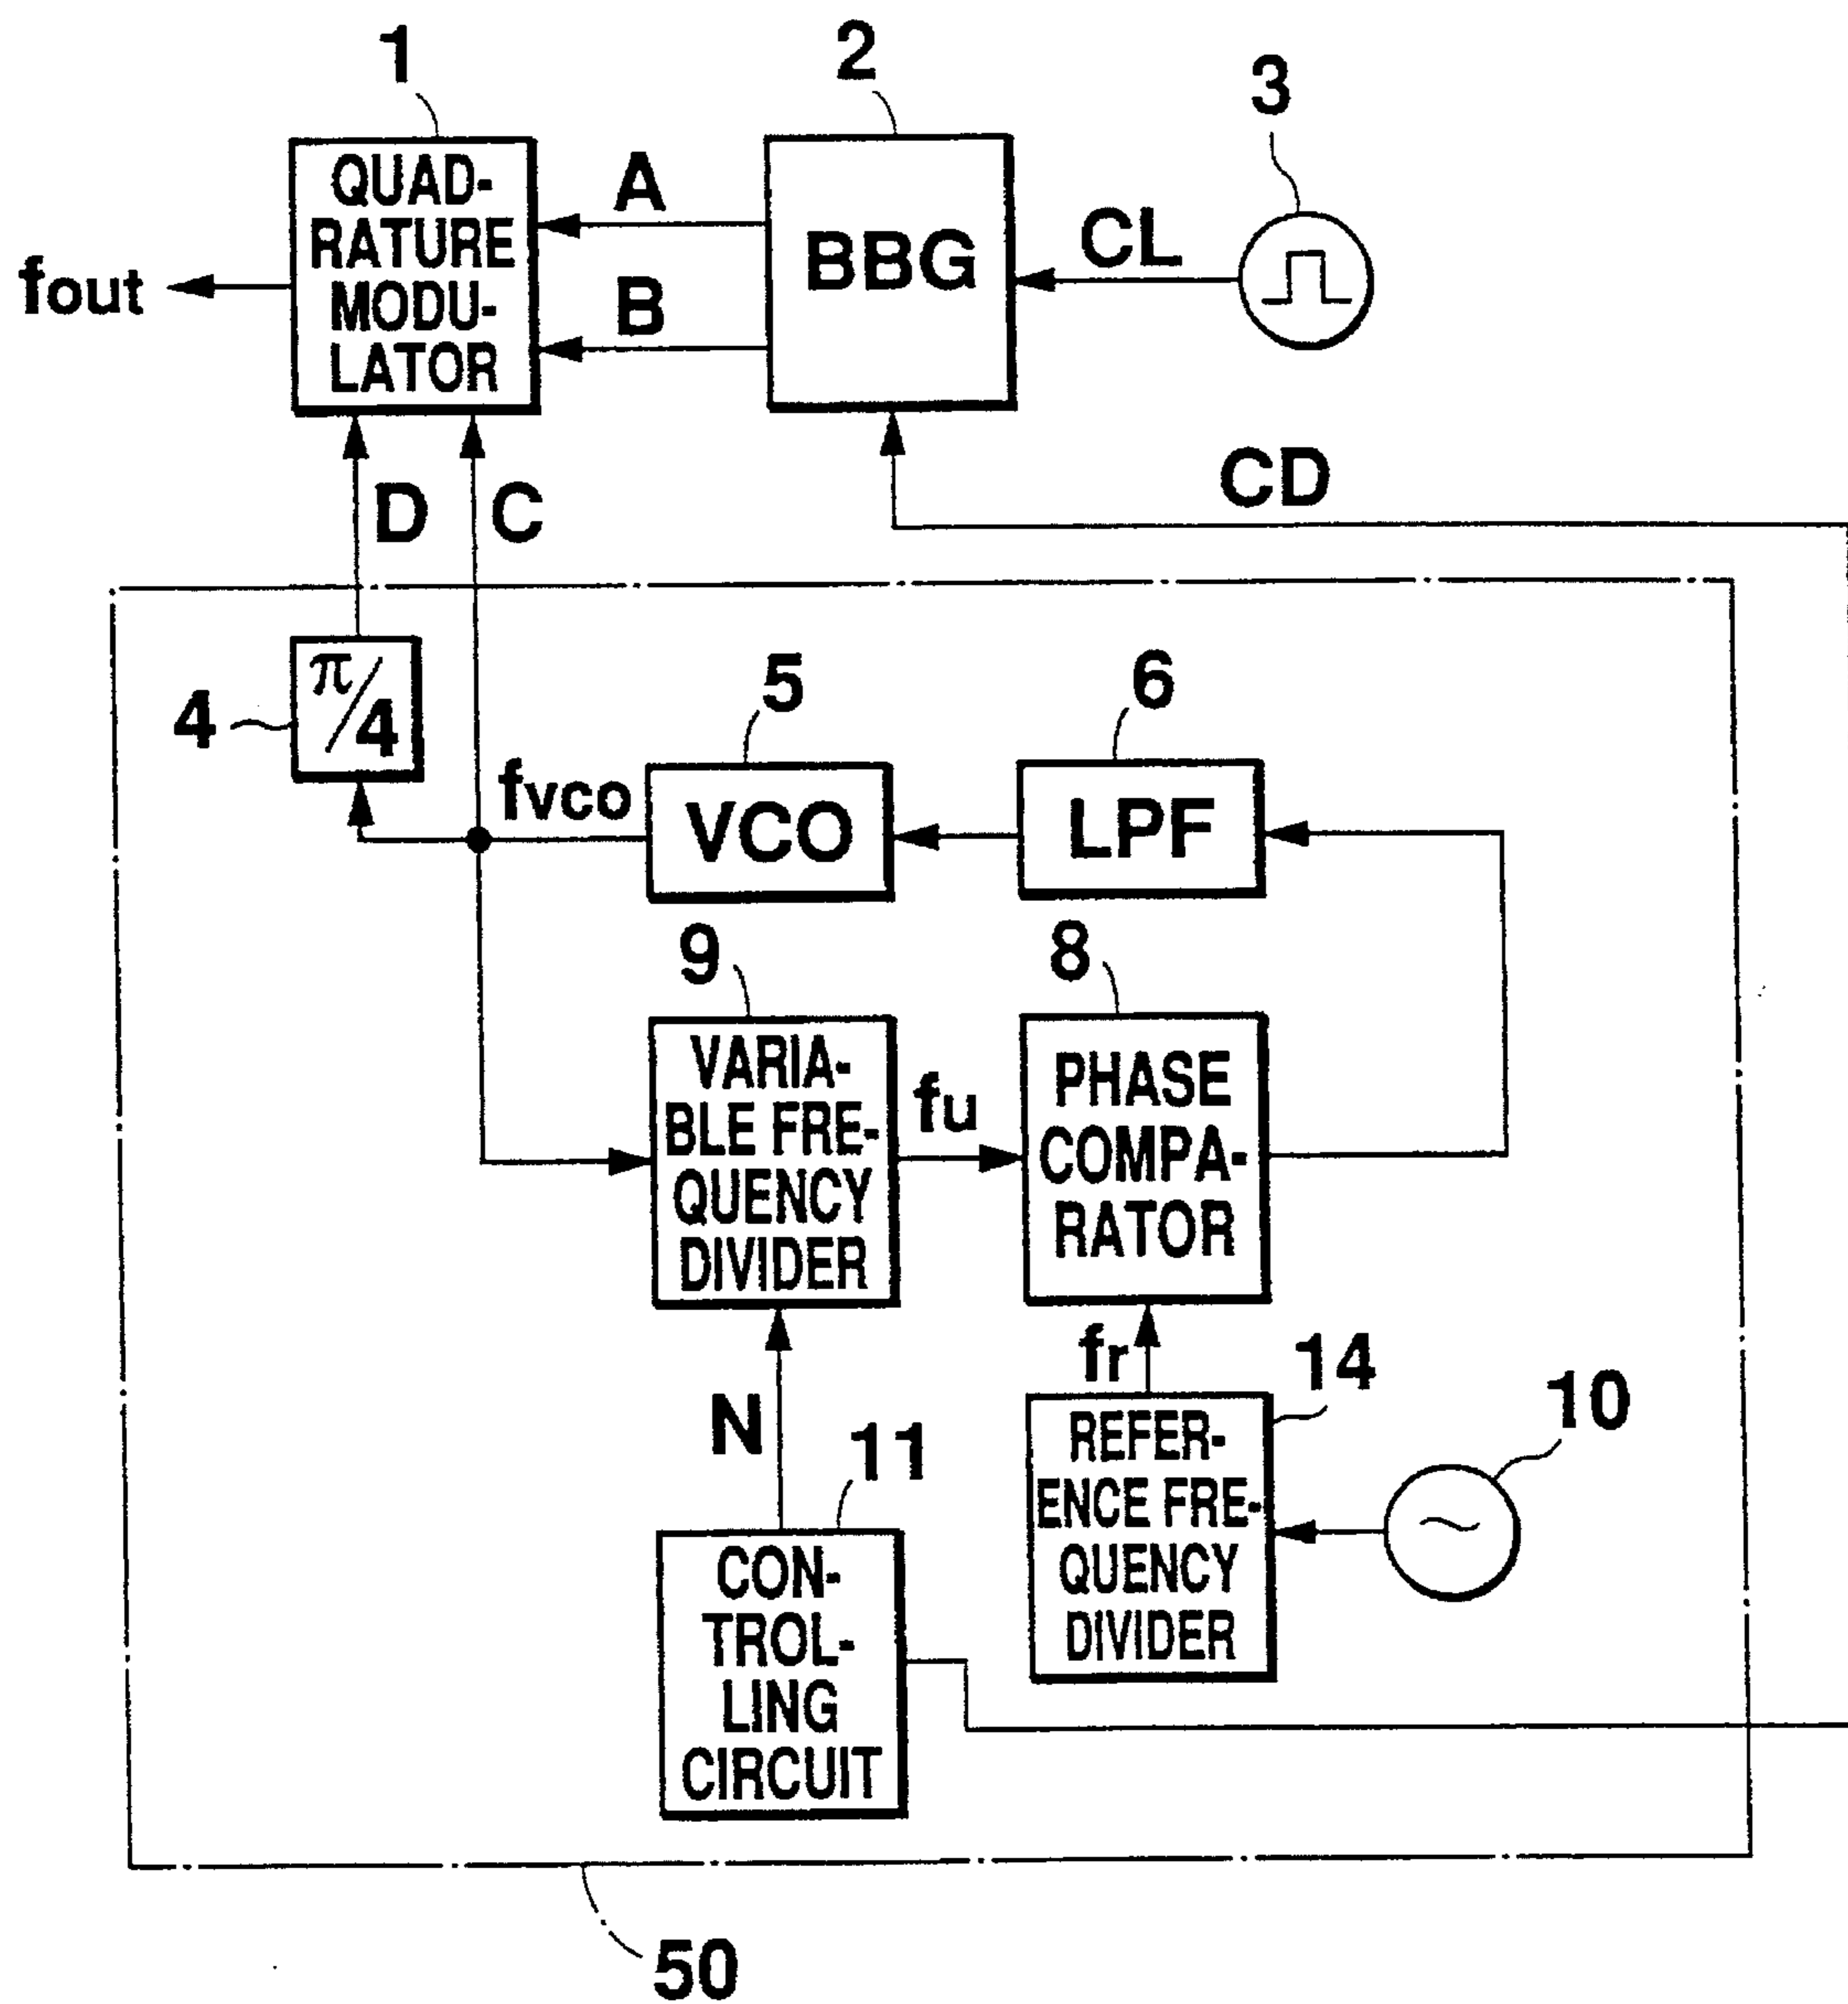 1
2
3
QUAD-
RATURE
MODU-
LATOR
A
BBG
CL
fout
B
CD
D
C
π/4
4
5
6
fvco
VCO
LPF
9
8
VARIA-
BLE FRE-
QUENCY
DIVIDER
fu
PHASE
COMPA-
RATOR
fr
14
10
N
11
REFER-
ENCE FRE-
QUENCY
DIVIDER
CON-
TROL-
LING
CIRCUIT
50